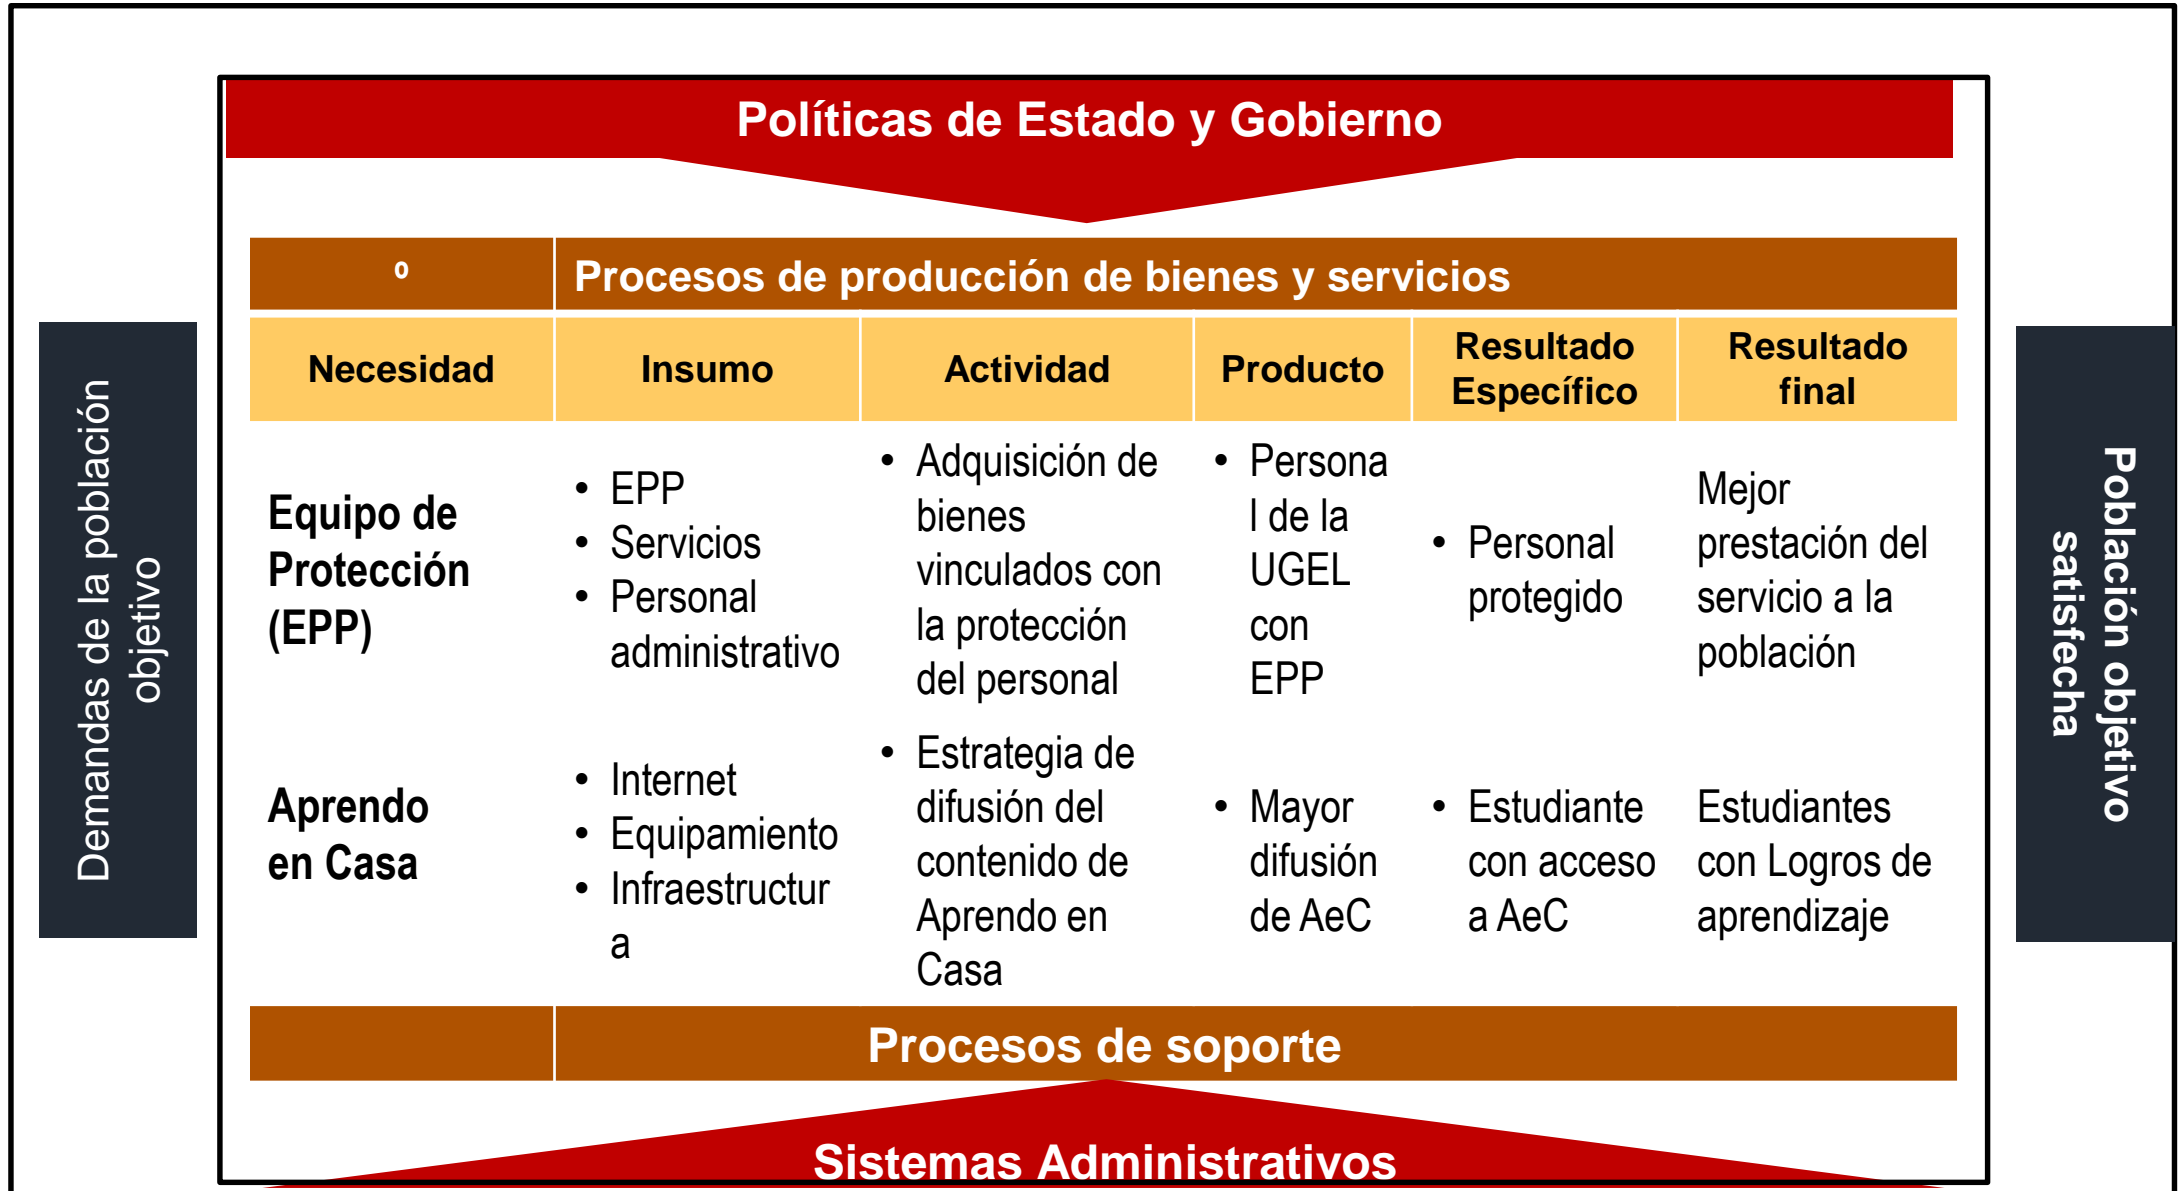 Políticas de Estado y Gobierno
Demandas de la población
objetivo
º
Procesos de producción de bienes y servicios
Necesidad
Insumo
Actividad
Producto
Resultado
Específico
Resultado
final
Equipo de
Protección
(EPP)
• EPP
• Servicios
• Personal
administrativo
• Adquisición de
bienes
vinculados con
la protección
del personal
• Persona
l de la
UGEL
con
EPP
• Personal
protegido
Mejor
prestación del
servicio a la
población
Aprendo
en Casa
• Internet
• Equipamiento
• Infraestructur
a
• Estrategia de
difusión del
contenido de
Aprendo en
Casa
• Mayor
difusión
de AeC
• Estudiante
con acceso
a AeC
Estudiantes
con Logros de
aprendizaje
Procesos de soporte
Sistemas Administrativos
Población objetivo
satisfecha